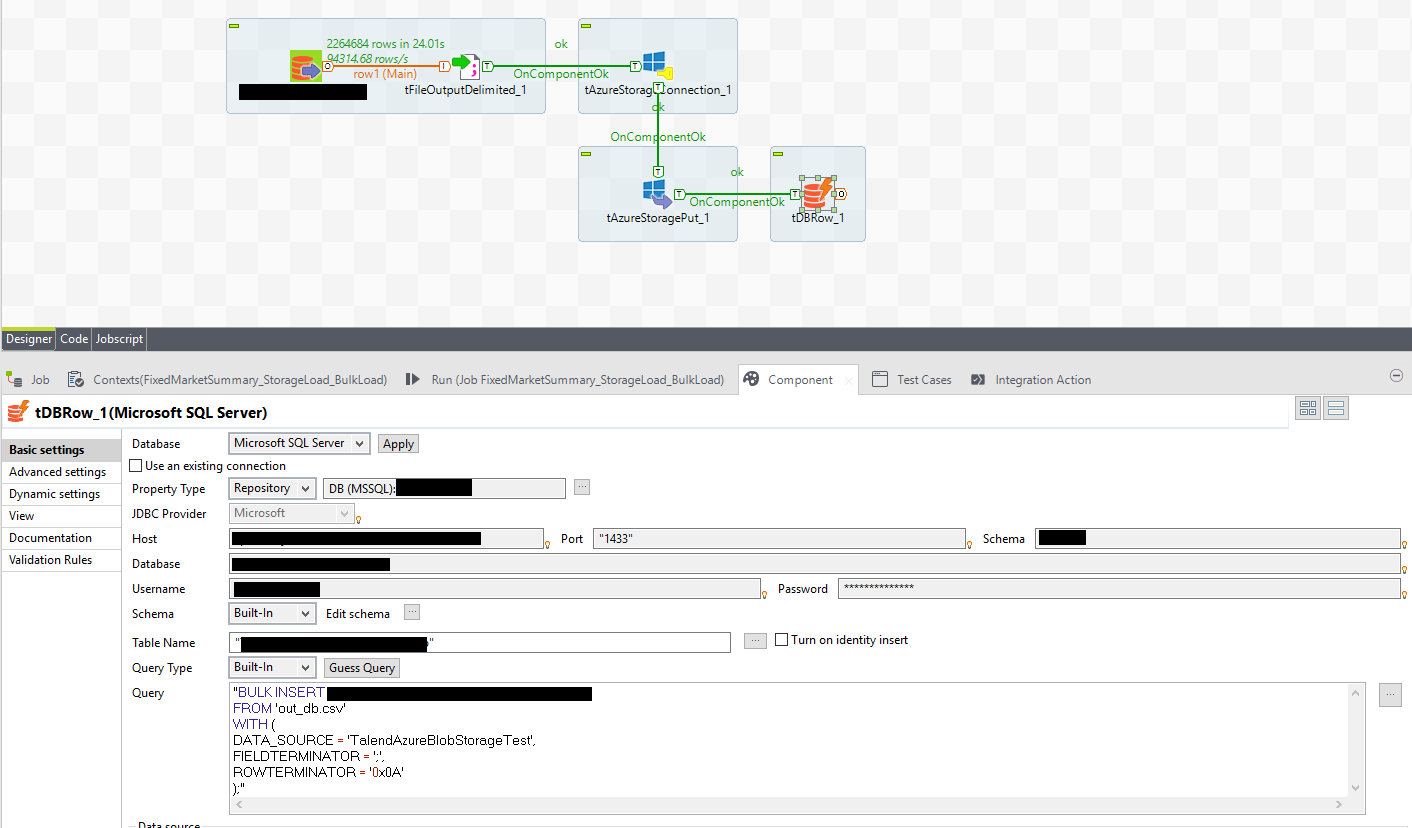 2264684 rows in 24.01s
94314.68 rows/s
row1 (Main)
tFileOutputDelimited_1
ok
OnComponentOk
tAzureStorageConnection_1
ok
OnComponentOk
tAzureStoragePut_1
ok
OnComponentOk
tDBRow_1
Designer Code Jobscript
Job Contexts(FixedMarketSummary_StorageLoad_BulkLoad) Run (Job FixedMarketSummary_StorageLoad_BulkLoad) Component Test Cases Integration Action
tDBRow_1(Microsoft SQL Server)
Basic settings
Advanced settings
Dynamic settings
View
Documentation
Validation Rules
Database Microsoft SQL Server Apply
Use an existing connection
Property Type Repository DB (MSSQL): ...
JDBC Provider Microsoft
Host Port "1433" Schema
Database
Username Password **************
Schema Built-In Edit schema ...
Table Name " " ... Turn on identity insert
Query Type Built-In Guess Query
Query "BULK INSERT ...
FROM 'out_db.csv'
WITH (
DATA_SOURCE = 'TalendAzureBlobStorageTest',
FIELDTERMINATOR = ';',
ROWTERMINATOR = '0x0A'
);"
Data source